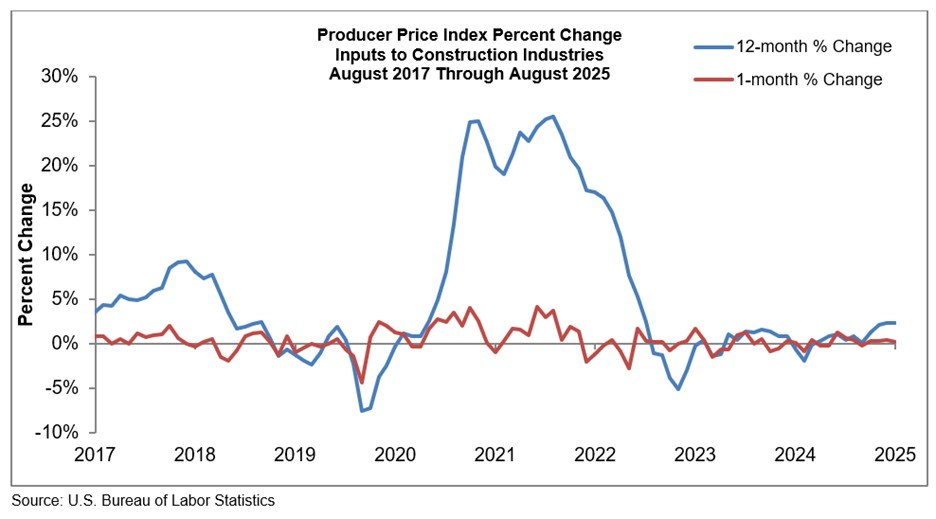 Producer Price Index Percent Change
Inputs to Construction Industries
August 2017 Through August 2025
12-month % Change
1-month % Change
30%
25%
20%
15%
10%
5%
0%
-5%
-10%
Percent Change
2017 2018 2019 2020 2021 2022 2023 2024 2025
Source: U.S. Bureau of Labor Statistics